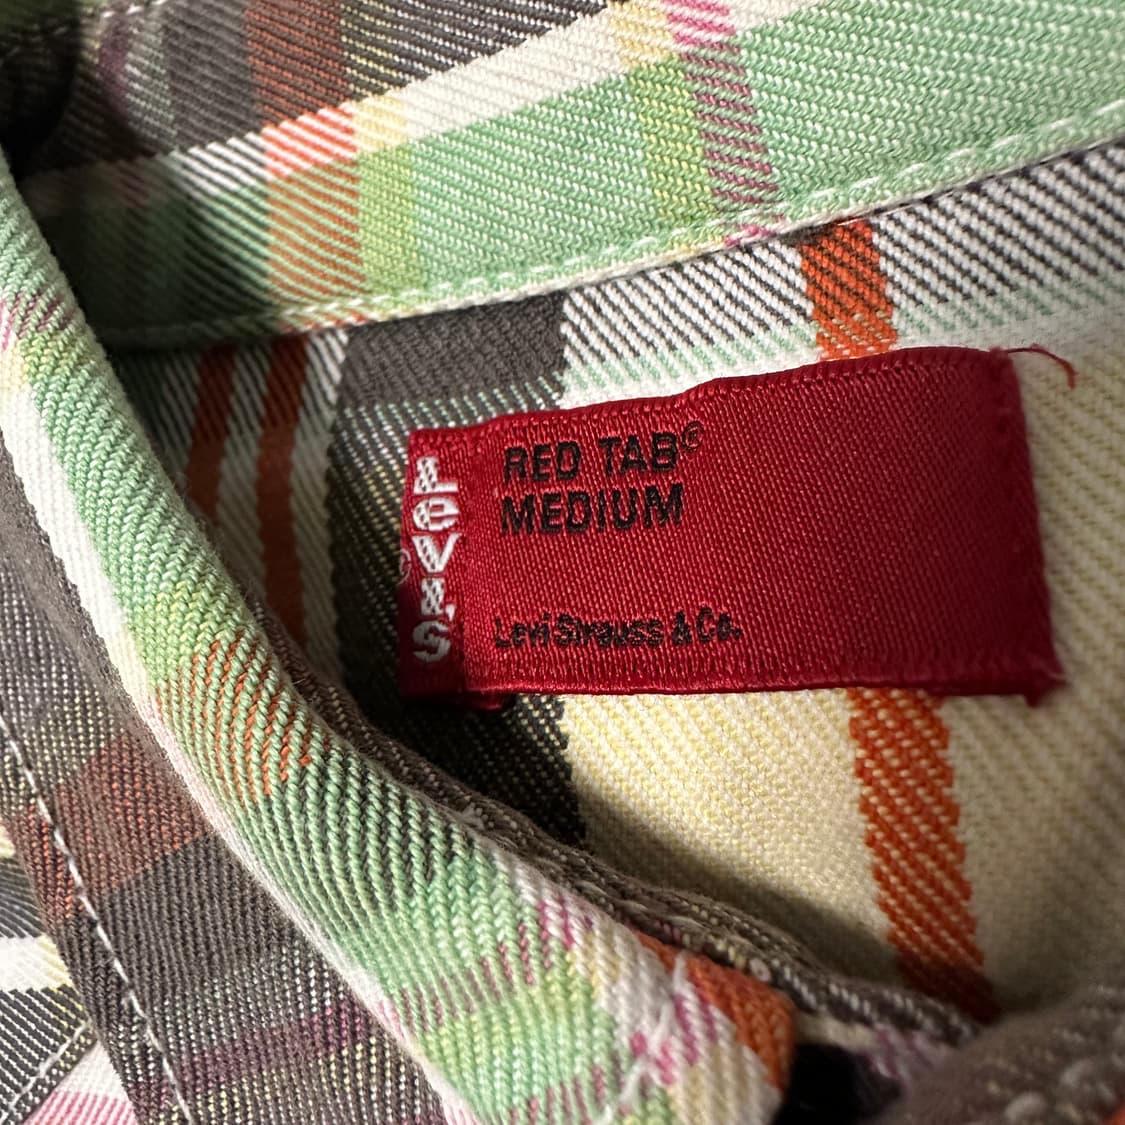 LEVI'S
®
RED TAB®
MEDIUM
Levi Strauss & Co.